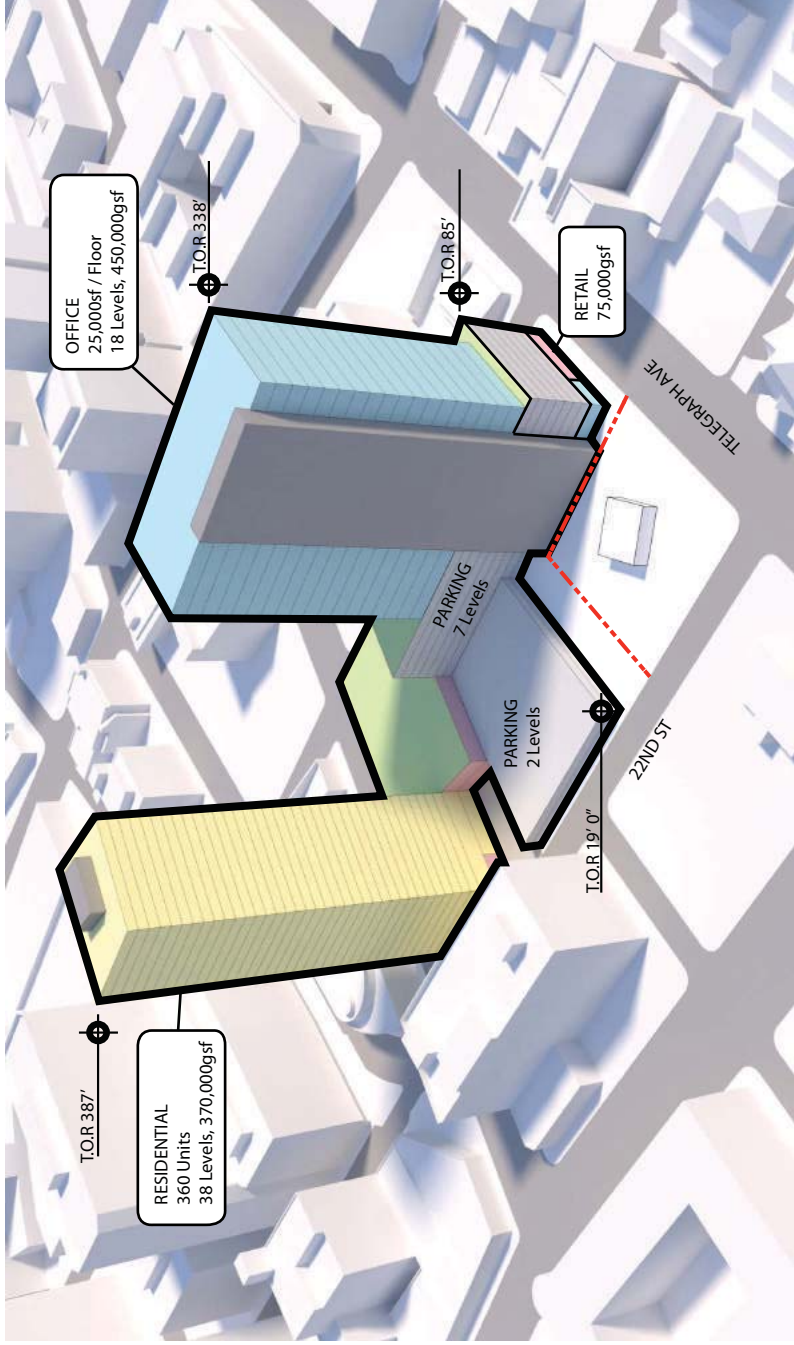 T.O.R 387'
RESIDENTIAL
360 Units
38 Levels, 370,000gsf
OFFICE
25,000sf / Floor
18 Levels, 450,000gsf
T.O.R 338'
T.O.R 85'
RETAIL
75,000gsf
PARKING
7 Levels
PARKING
2 Levels
T.O.R 19' 0"
22ND ST
TELEGRAPH AVE